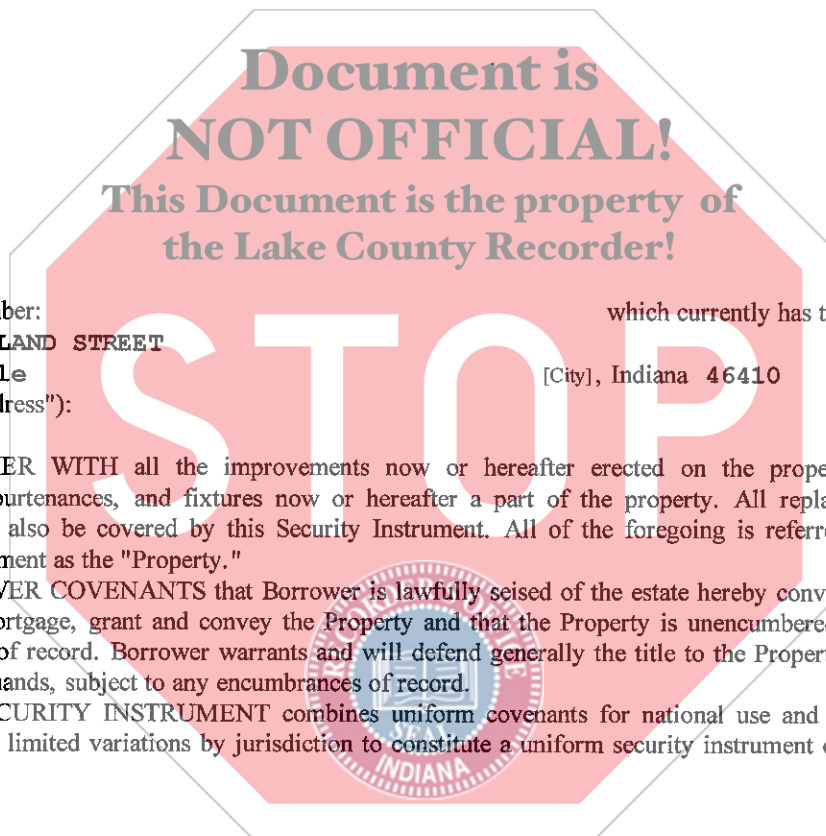 Document is
NOT OFFICIAL!
This Document is the property of
the Lake County Recorder!
ber: which currently has t
LAND STREET
le [City], Indiana 46410
dress"):
STOP
ER WITH all the improvements now or hereafter erected on the prope
purtenances, and fixtures now or hereafter a part of the property. All repla
also be covered by this Security Instrument. All of the foregoing is referre
ment as the "Property."
VER COVENANTS that Borrower is lawfully seised of the estate hereby conv
ortgage, grant and convey the Property and that the Property is unencumbered
of record. Borrower warrants and will defend generally the title to the Propert
ands, subject to any encumbrances of record.
CURITY INSTRUMENT combines uniform covenants for national use and
limited variations by jurisdiction to constitute a uniform security instrument
RECORDER OFFICE
SEAL
INDIANA